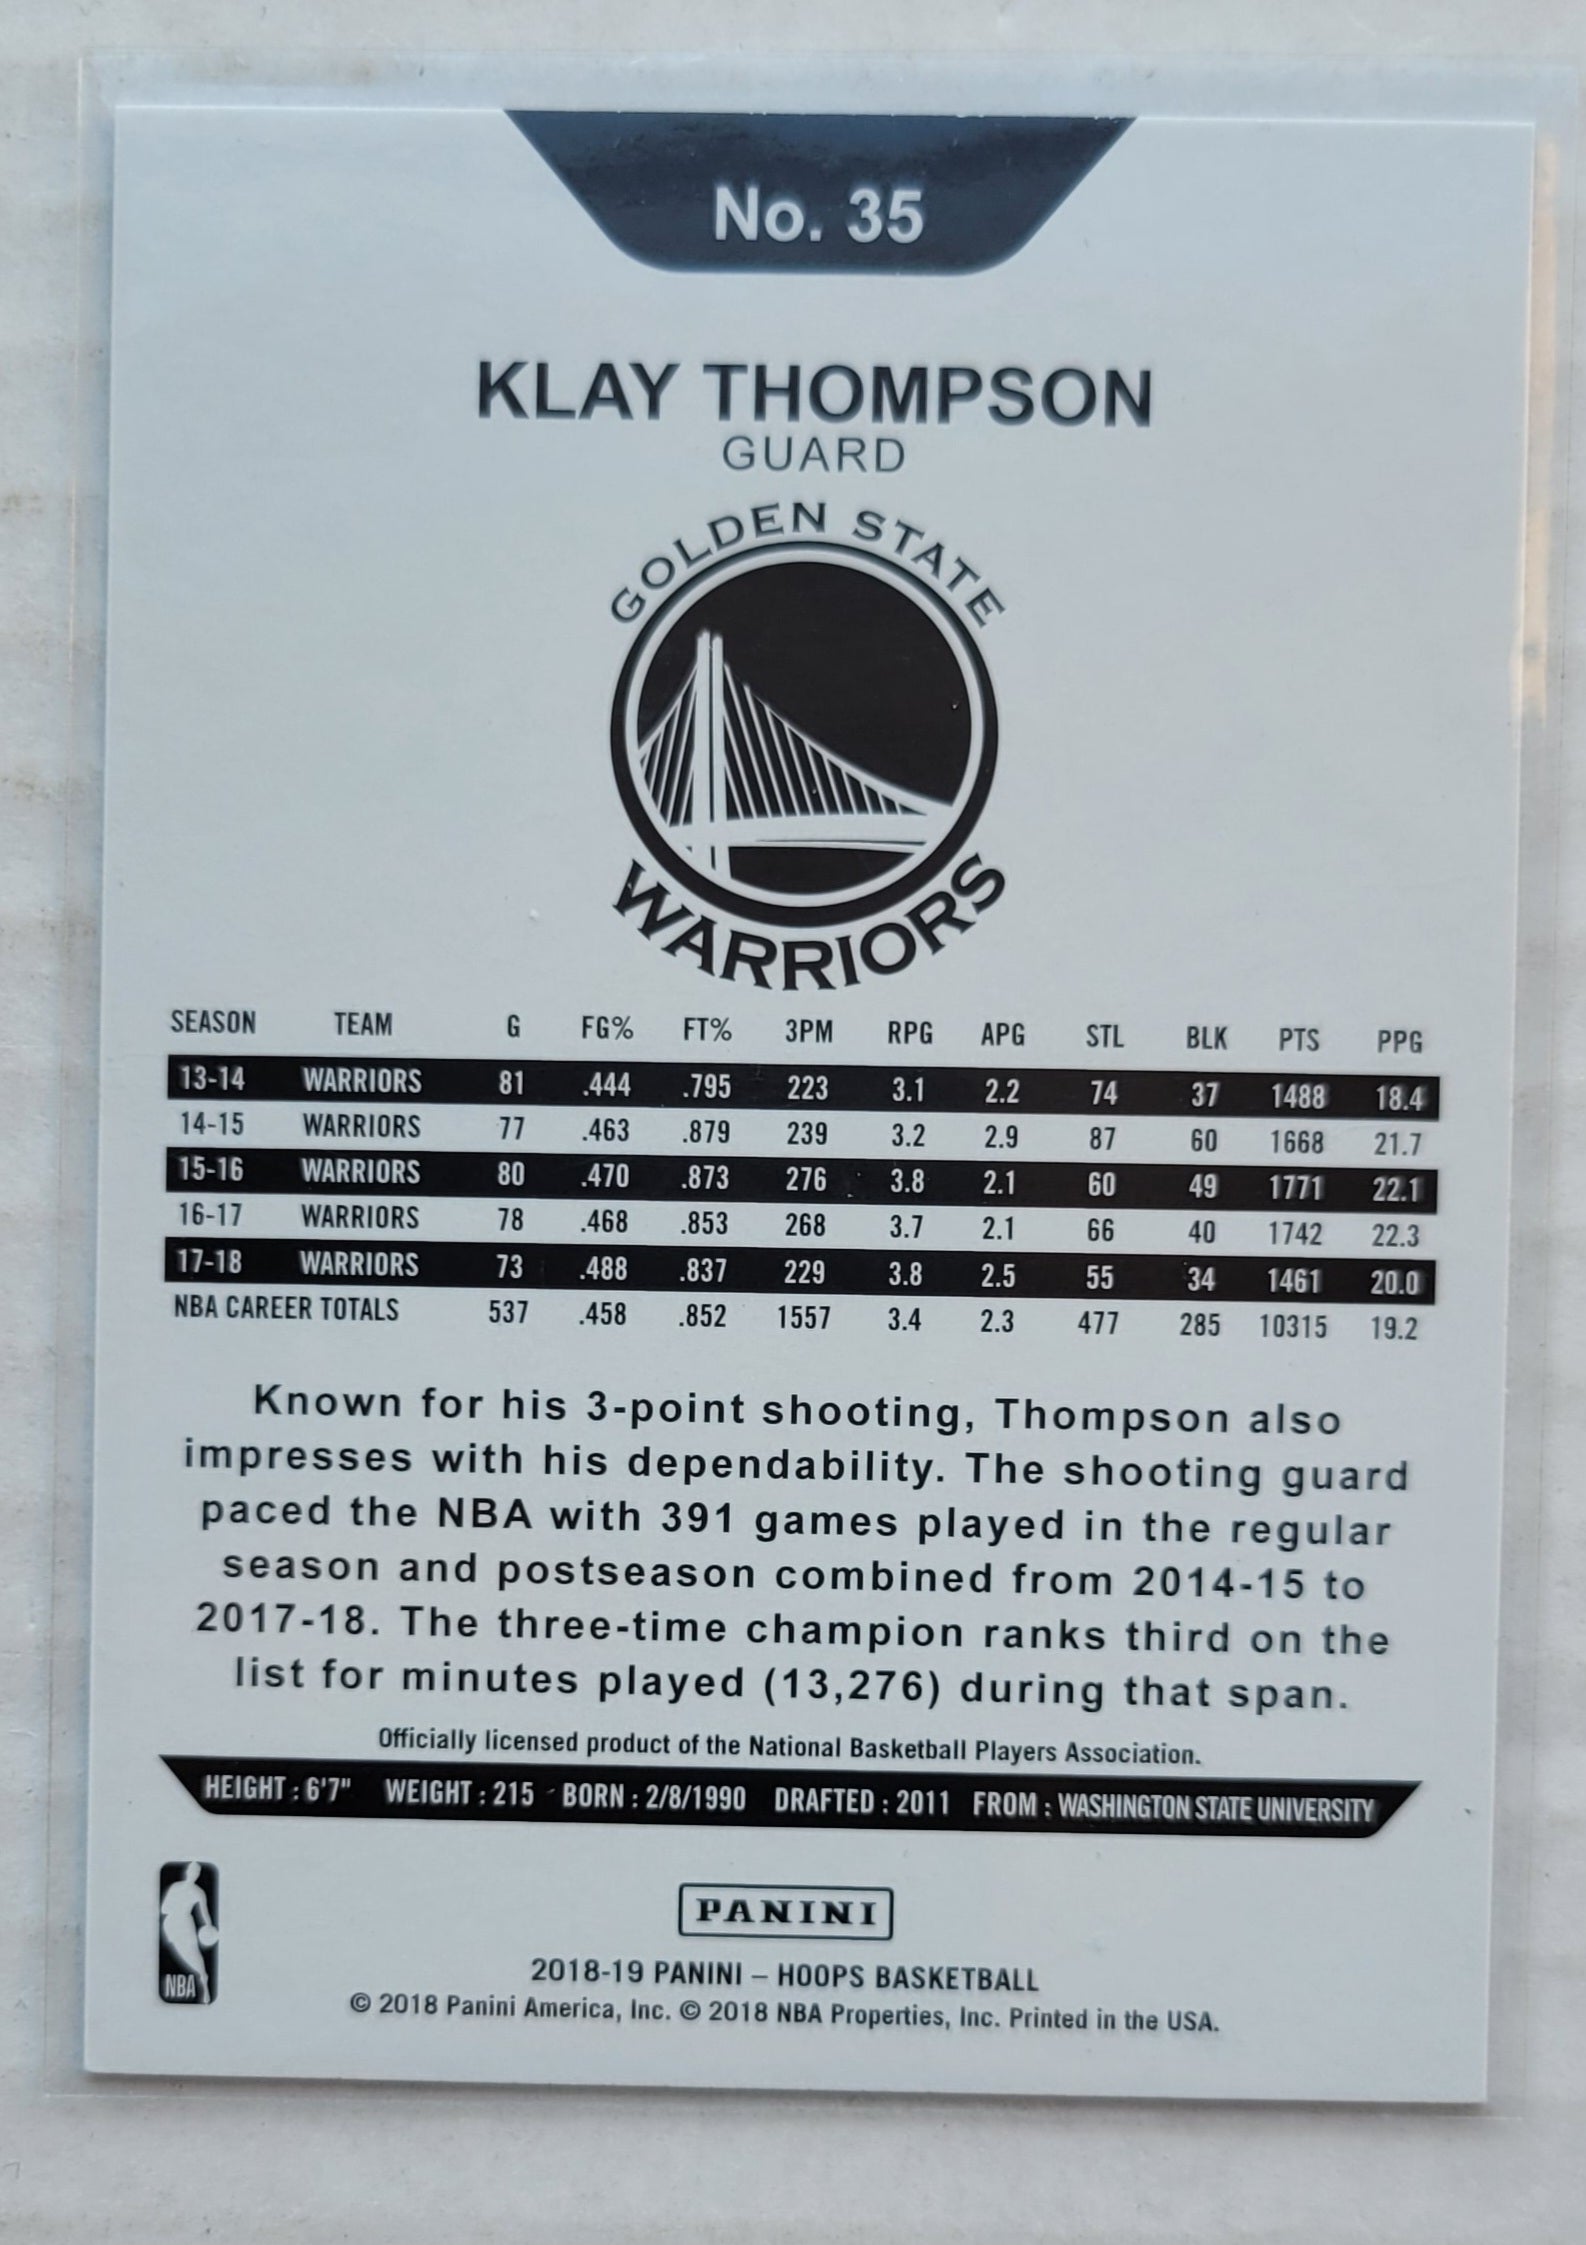 No. 35
KLAY THOMPSON
GUARD
GOLDEN STATE
WARRIORS
SEASON TEAM G FG% FT% 3PM RPG APG STL BLK PTS PPG
13-14 WARRIORS 81 .444 .795 223 3.1 2.2 74 37 1488 18.4
14-15 WARRIORS 77 .463 .879 239 3.2 2.9 87 60 1668 21.7
15-16 WARRIORS 80 .470 .873 276 3.8 2.1 60 49 1771 22.1
16-17 WARRIORS 78 .468 .853 268 3.7 2.1 66 40 1742 22.3
17-18 WARRIORS 73 .488 .837 229 3.8 2.5 55 34 1461 20.0
NBA CAREER TOTALS 537 .458 .852 1557 3.4 2.3 477 285 10315 19.2
Known for his 3-point shooting, Thompson also
impresses with his dependability. The shooting guard
paced the NBA with 391 games played in the regular
season and postseason combined from 2014-15 to
2017-18. The three-time champion ranks third on the
list for minutes played (13,276) during that span.
Officially licensed product of the National Basketball Players Association.
HEIGHT : 6'7" WEIGHT : 215 BORN : 2/8/1990 DRAFTED : 2011 FROM : WASHINGTON STATE UNIVERSITY
NBA
PANINI
2018-19 PANINI – HOOPS BASKETBALL
© 2018 Panini America, Inc. © 2018 NBA Properties, Inc. Printed in the USA.